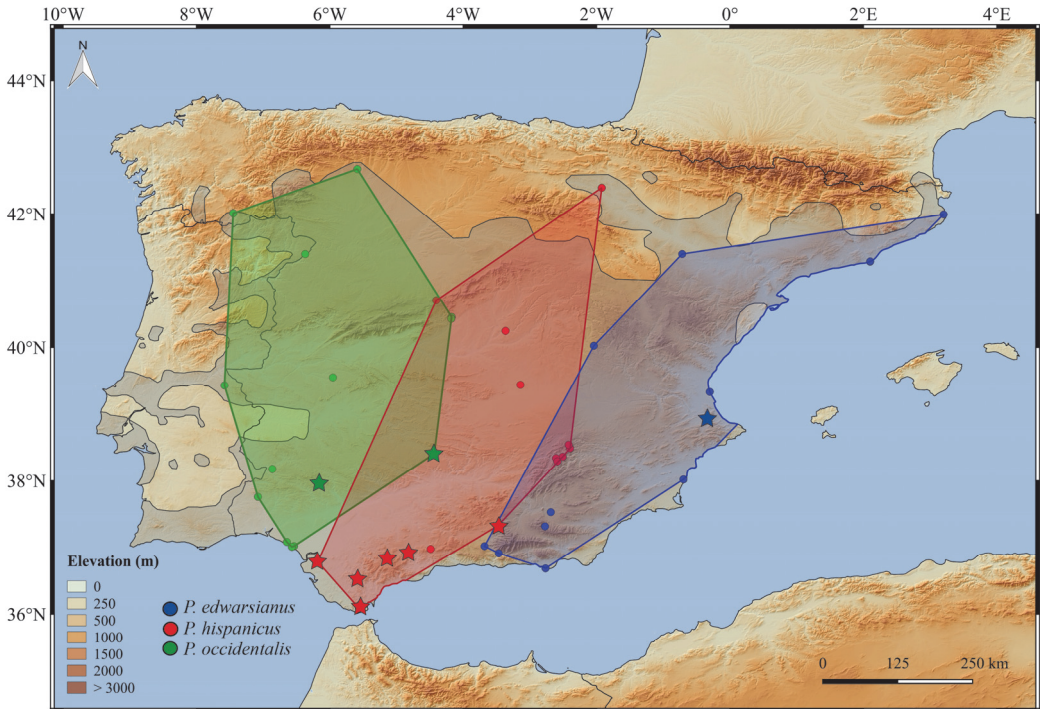 10°W 8°W 6°W 4°W 2°W 0° 2°E 4°E
N
44°N
42°N
40°N
38°N
36°N
Elevation (m)
0
250
500
1000
1500
2000
> 3000
P. edwarsianus
P. hispanicus
P. occidentalis
0 125 250 km